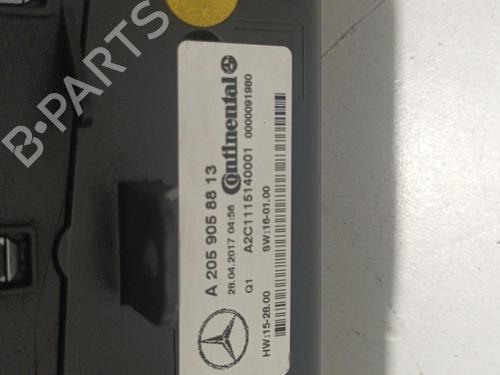 A 205 905 88 13
28.04.2017 04:56 Continental
Q1 A2C1115140001 0000091980
HW:15-28.00 SW:16-01.00
B-PARTS